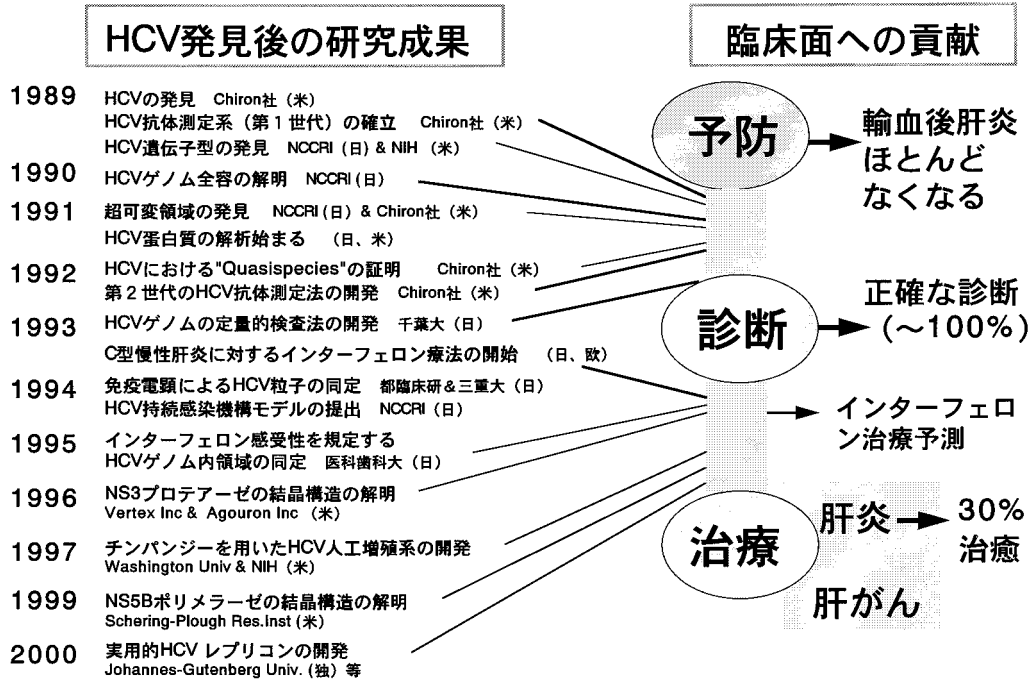 HCV発見後の研究成果
1989
HCVの発見 Chiron社（米）
HCV抗体測定系（第１世代）の確立 Chiron社（米）
HCV遺伝子型の発見 NCCRI（日）& NIH（米）
1990
HCVゲノム全容の解明 NCCRI（日）
1991
超可変領域の発見 NCCRI（日）& Chiron社（米）
HCV蛋白質の解析始まる （日、米）
1992
HCVにおける"Quasispecies"の証明 Chiron社（米）
第２世代のHCV抗体測定法の開発 Chiron社（米）
1993
HCVゲノムの定量的検査法の開発 千葉大（日）
C型慢性肝炎に対するインターフェロン療法の開始 （日、欧）
1994
免疫電顕によるHCV粒子の同定 都臨床研&三重大（日）
HCV持続感染機構モデルの提出 NCCRI（日）
1995
インターフェロン感受性を規定する
HCVゲノム内領域の同定 医科歯科大（日）
1996
NS3プロテアーゼの結晶構造の解明
Vertex Inc & Agouron Inc（米）
1997
チンパンジーを用いたHCV人工増殖系の開発
Washington Univ & NIH（米）
1999
NS5Bポリメラーゼの結晶構造の解明
Schering-Plough Res.Inst（米）
2000
実用的HCV レプリコンの開発
Johannes-Gutenberg Univ.（独）等
臨床面への貢献
予防
輸血後肝炎
ほとんど
なくなる
診断
正確な診断
（～100%）
インターフェロ
ン治療予測
治療
肝炎
30%
治癒
肝がん